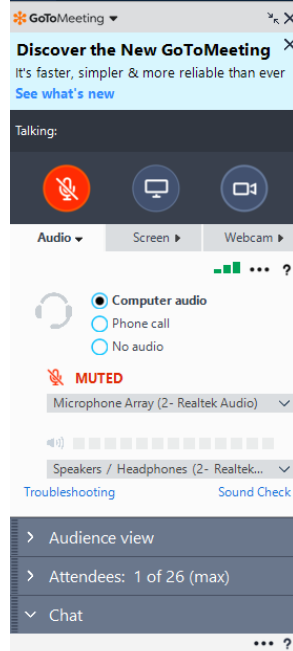 GoToMeeting
Discover the New GoToMeeting
It's faster, simpler & more reliable than ever
See what's new
Talking:
Audio Screen Webcam
?
Computer audio
Phone call
No audio
MUTED
Microphone Array (2- Realtek Audio)
Speakers / Headphones (2- Realtek...
Troubleshooting Sound Check
Audience view
Attendees: 1 of 26 (max)
Chat
?